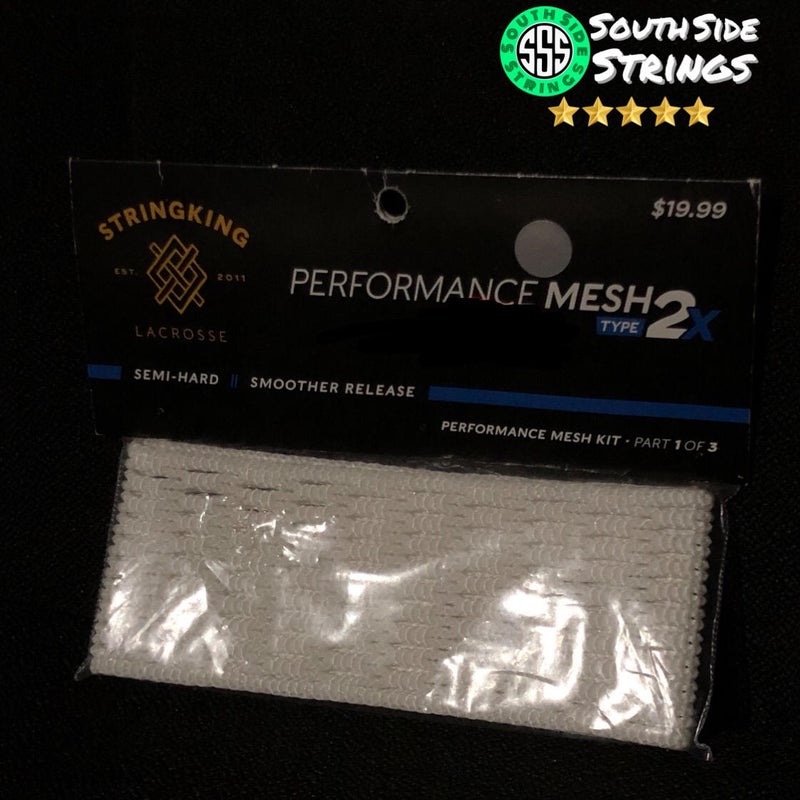 SOUTH SIDE
STRINGS
SSS
SOUTH SIDE
STRINGS
STRINGKING
EST. 2011
LACROSSE
$19.99
PERFORMANCE MESH
TYPE 2X
SEMI-HARD || SMOOTHER RELEASE
PERFORMANCE MESH KIT · PART 1 OF 3